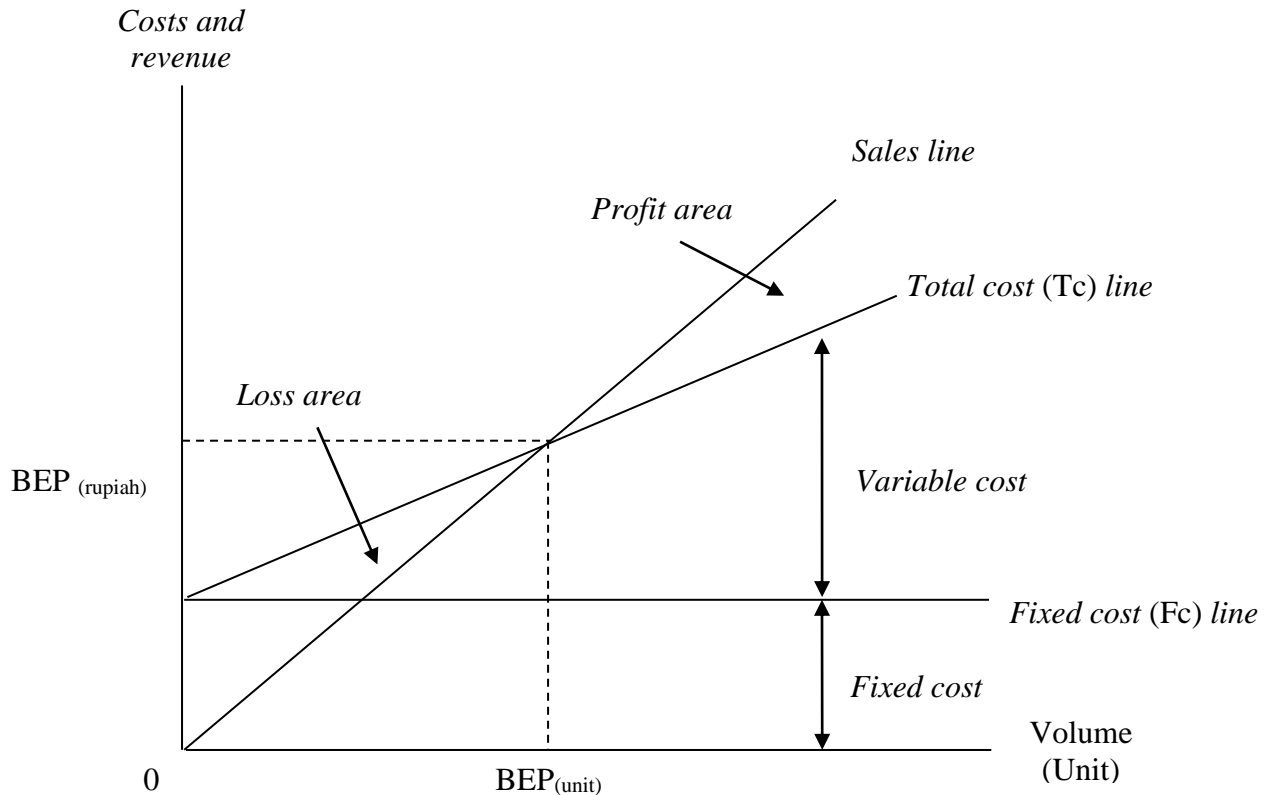 Costs and
revenue
Sales line
Profit area
Total cost (Tc) line
Loss area
BEP (rupiah)
Variable cost
Fixed cost (Fc) line
Fixed cost
Volume
(Unit)
0
BEP(unit)